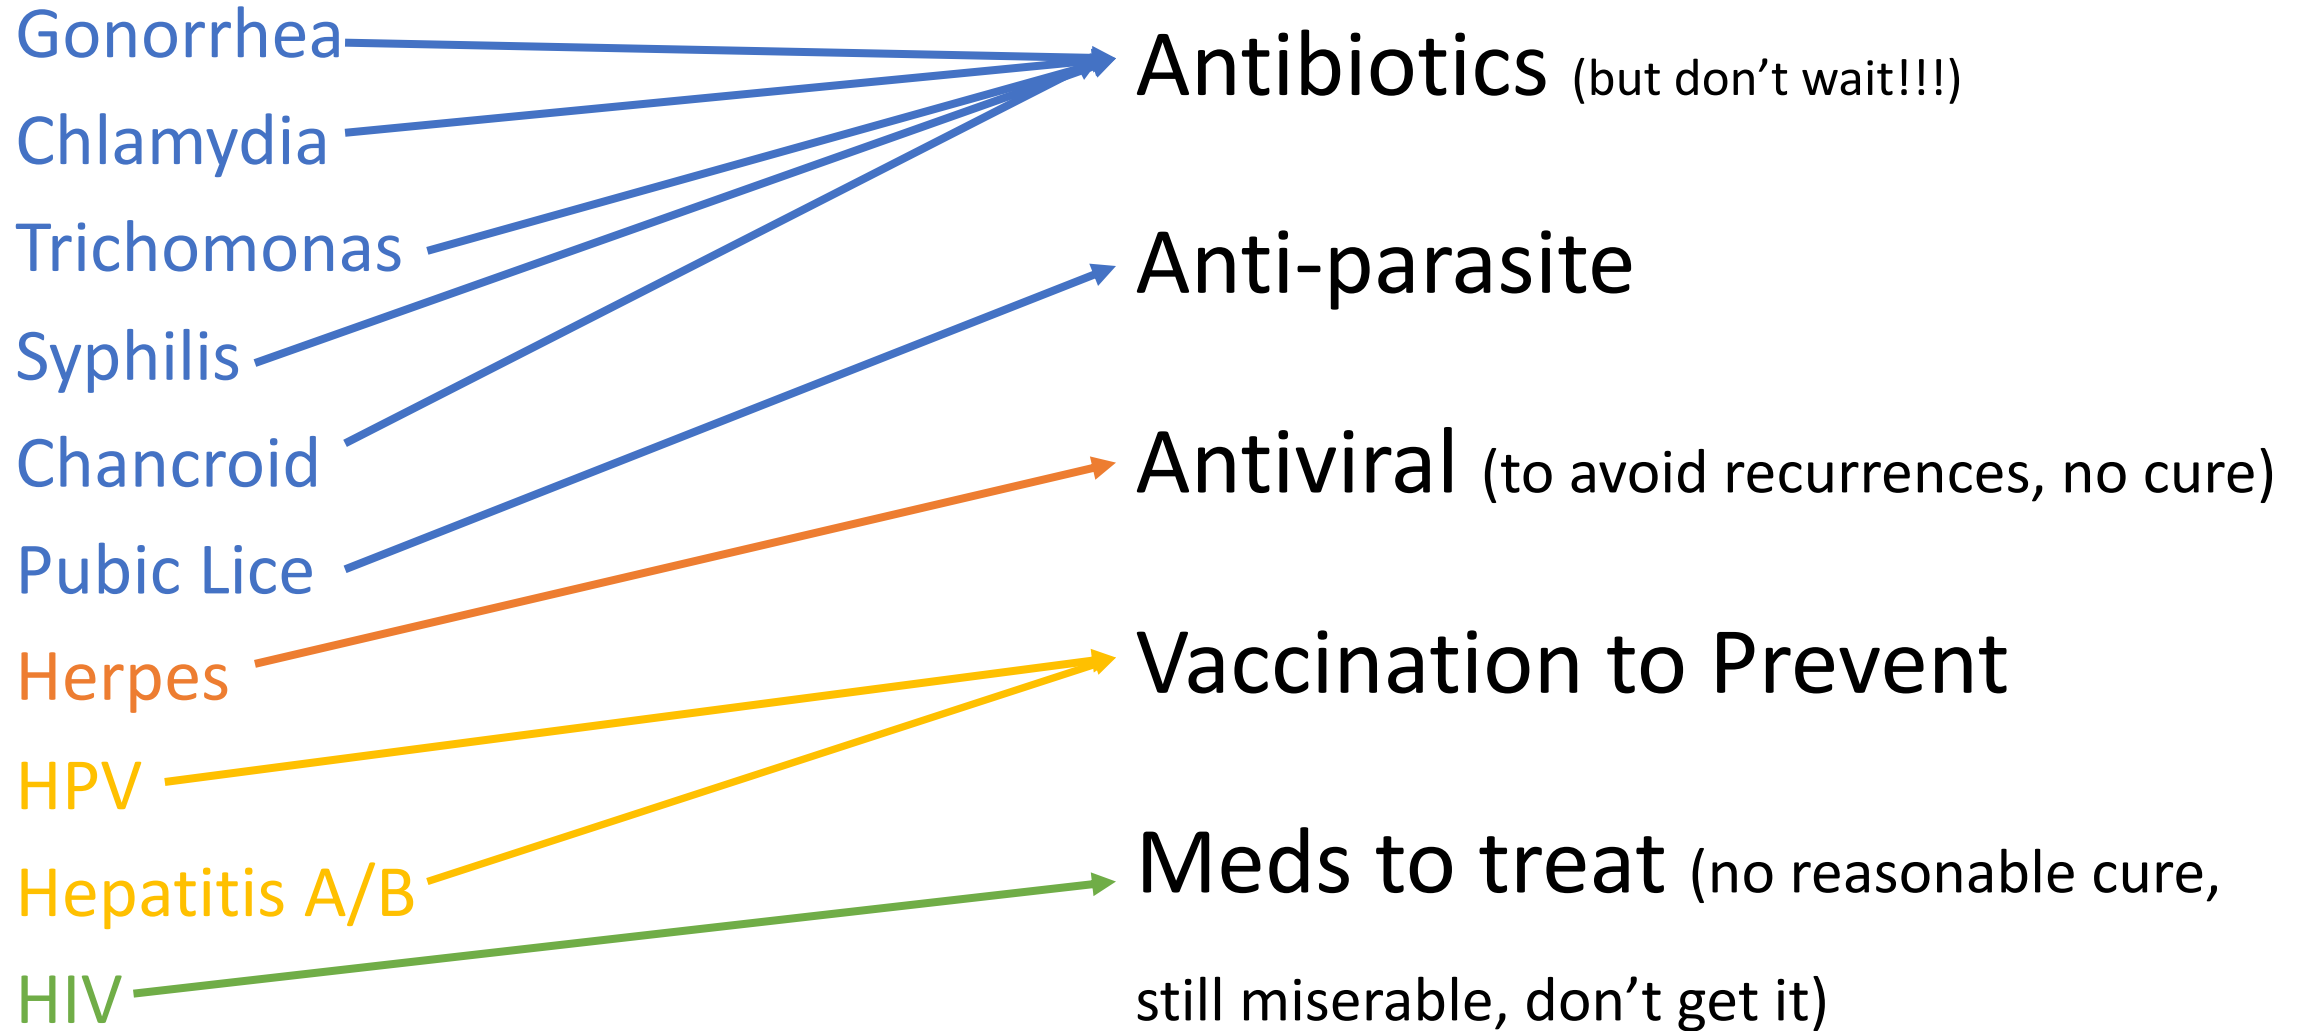 Gonorrhea
Chlamydia
Trichomonas
Syphilis
Chancroid
Pubic Lice
Herpes
HPV
Hepatitis A/B
HIV
Antibiotics (but don’t wait!!!)
Anti-parasite
Antiviral (to avoid recurrences, no cure)
Vaccination to Prevent
Meds to treat (no reasonable cure,
still miserable, don’t get it)